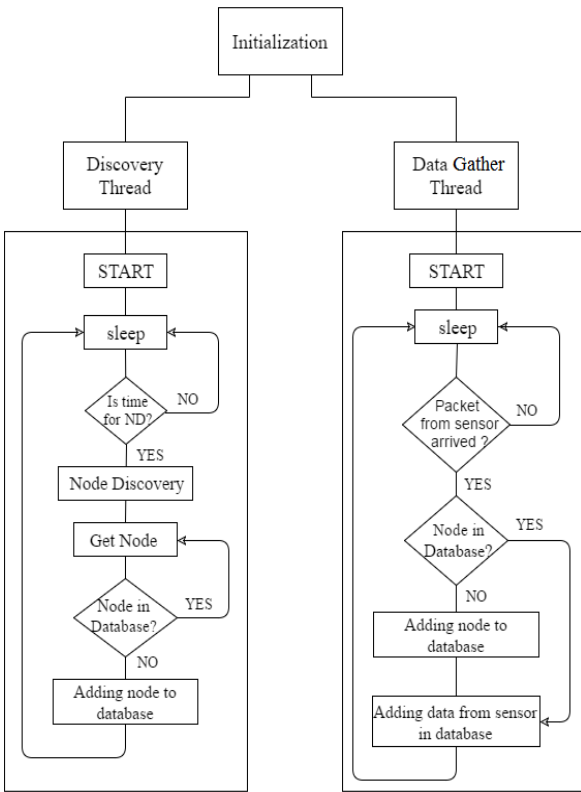 Initialization
Discovery
Thread
START
sleep
Is time
for ND?
NO
YES
Node Discovery
Get Node
Node in
Database?
YES
NO
Adding node to
database
Data Gather
Thread
START
sleep
Packet
from sensor
arrived ?
NO
YES
Node in
Database?
YES
NO
Adding node to
database
Adding data from sensor
in database